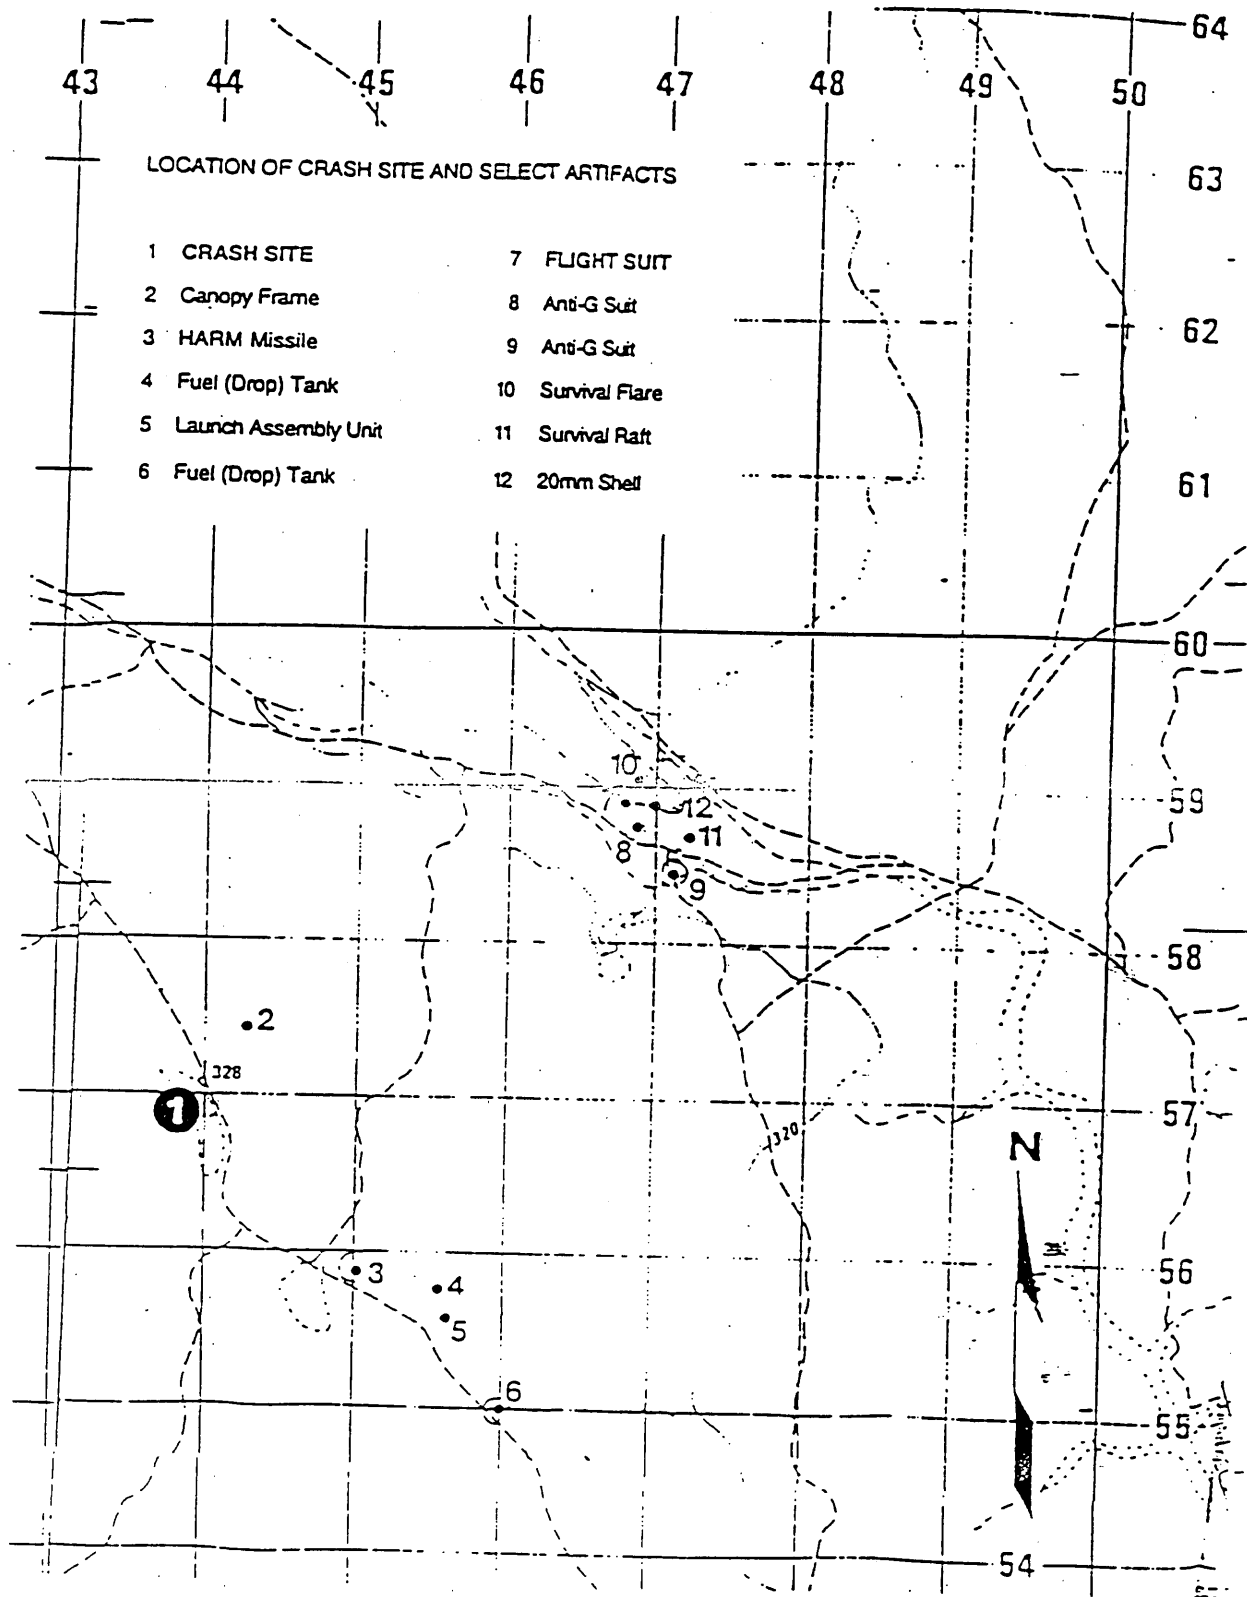 64
43 44 45 46 47 48 49 50
LOCATION OF CRASH SITE AND SELECT ARTIFACTS
63
1 CRASH SITE
2 Canopy Frame
3 HARM Missile
4 Fuel (Drop) Tank
5 Launch Assembly Unit
6 Fuel (Drop) Tank
7 FLIGHT SUIT
8 Anti-G Suit
9 Anti-G Suit
10 Survival Flare
11 Survival Raft
12 20mm Shell
62
61
60
10
59
12
11
8
9
58
2
328
1
57
320
N
3
56
4
5
6
55
54